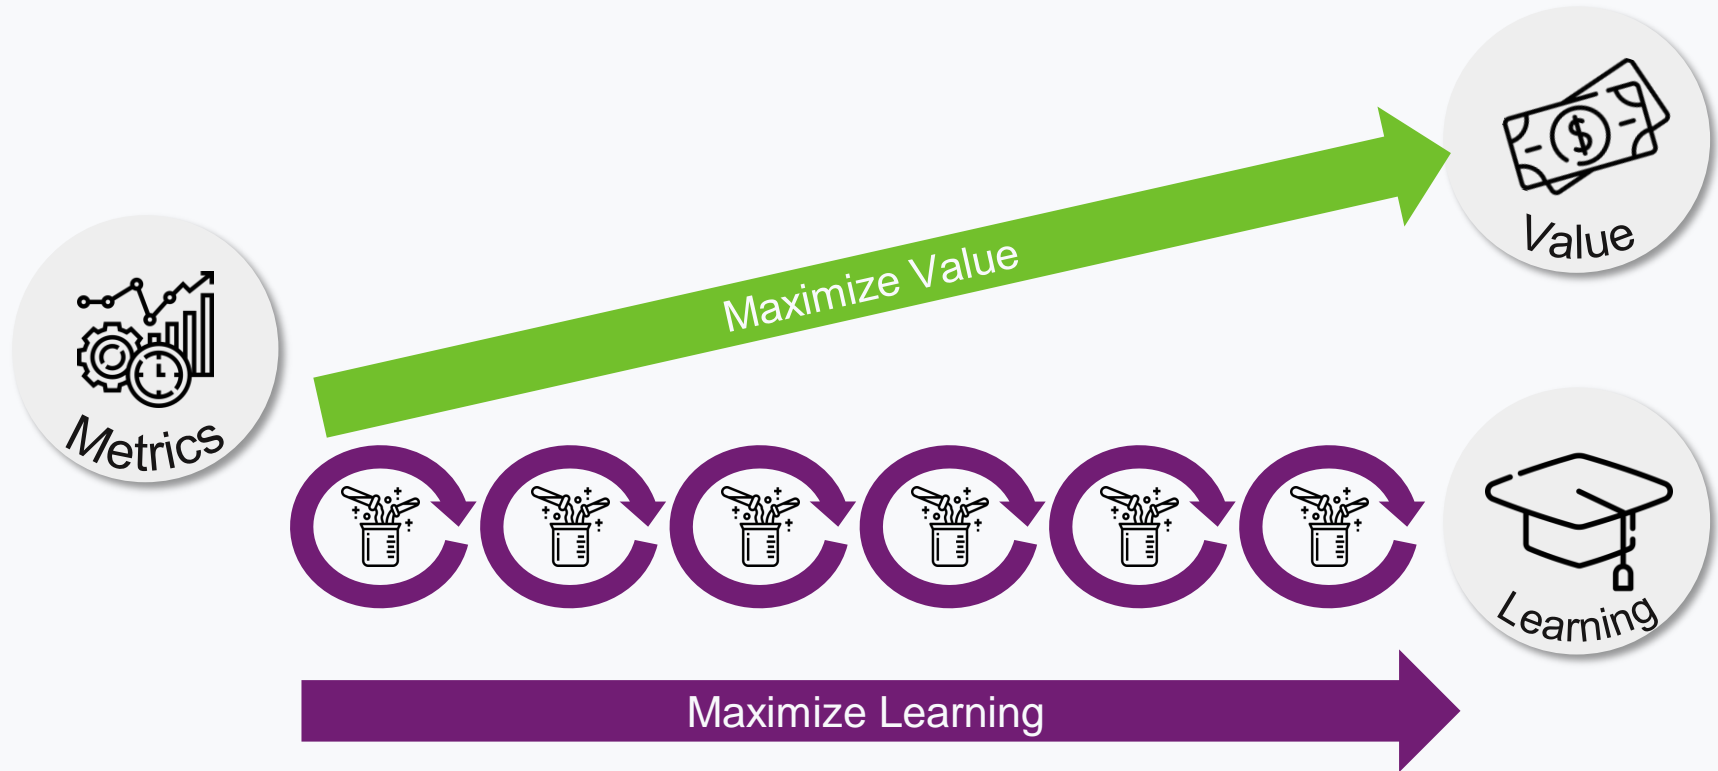 Value
Maximize Value
Metrics
Learning
Maximize Learning